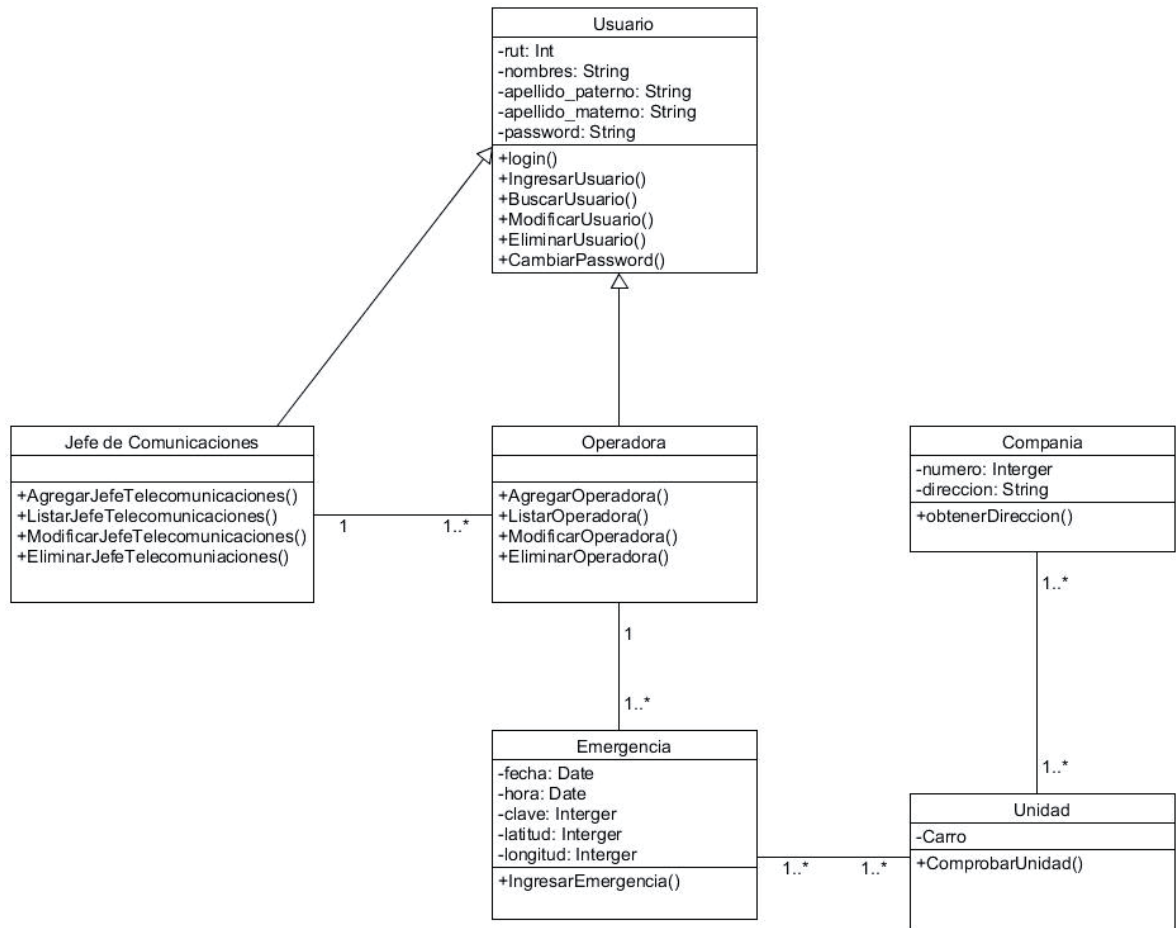 Usuario
-rut: Int
-nombres: String
-apellido_paterno: String
-apellido_materno: String
-password: String
+login()
+IngresarUsuario()
+BuscarUsuario()
+ModificarUsuario()
+EliminarUsuario()
+CambiarPassword()
Jefe de Comunicaciones
+AgregarJefeTelecomunicaciones()
+ListarJefeTelecomunicaciones()
+ModificarJefeTelecomunicaciones()
+EliminarJefeTelecomuniaciones()
1
1..*
Operadora
+AgregarOperadora()
+ListarOperadora()
+ModificarOperadora()
+EliminarOperadora()
Compania
-numero: Interger
-direccion: String
+obtenerDireccion()
1..*
1..*
1
1..*
Emergencia
-fecha: Date
-hora: Date
-clave: Interger
-latitud: Interger
-longitud: Interger
+IngresarEmergencia()
1..*
1..*
Unidad
-Carro
+ComprobarUnidad()